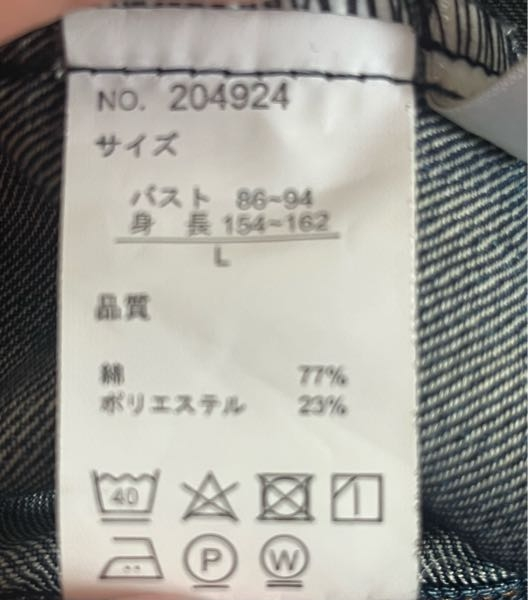 NO. 204924
サイズ
バスト 86~94
身 長 154~162
L
品質
綿 77%
ポリエステル 23%
40
P W